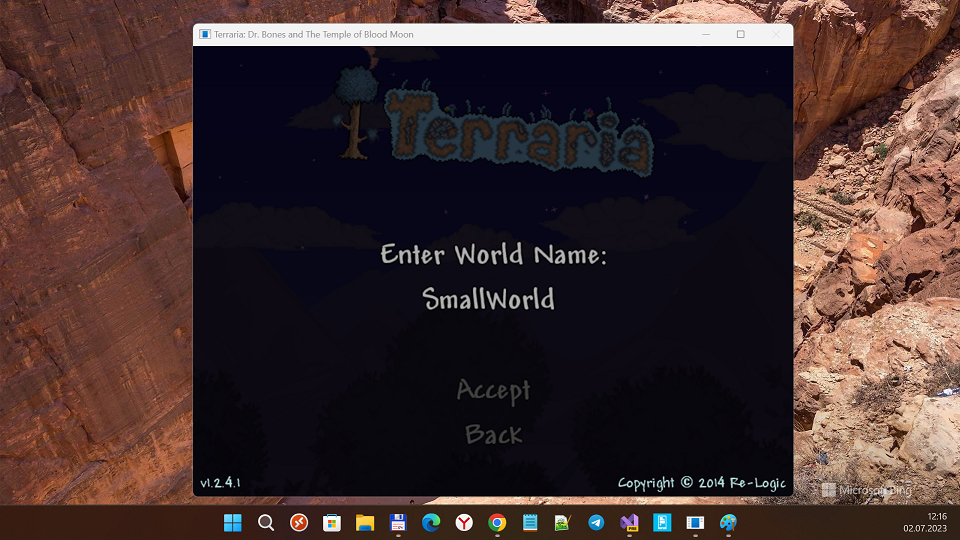 Terraria: Dr. Bones and The Temple of Blood Moon
Terraria
Enter World Name:
SmallWorld
Accept
Back
v1.2.4.1
Copyright © 2014 Re-Logic
Microsoft Bing
12:16
02.07.2023